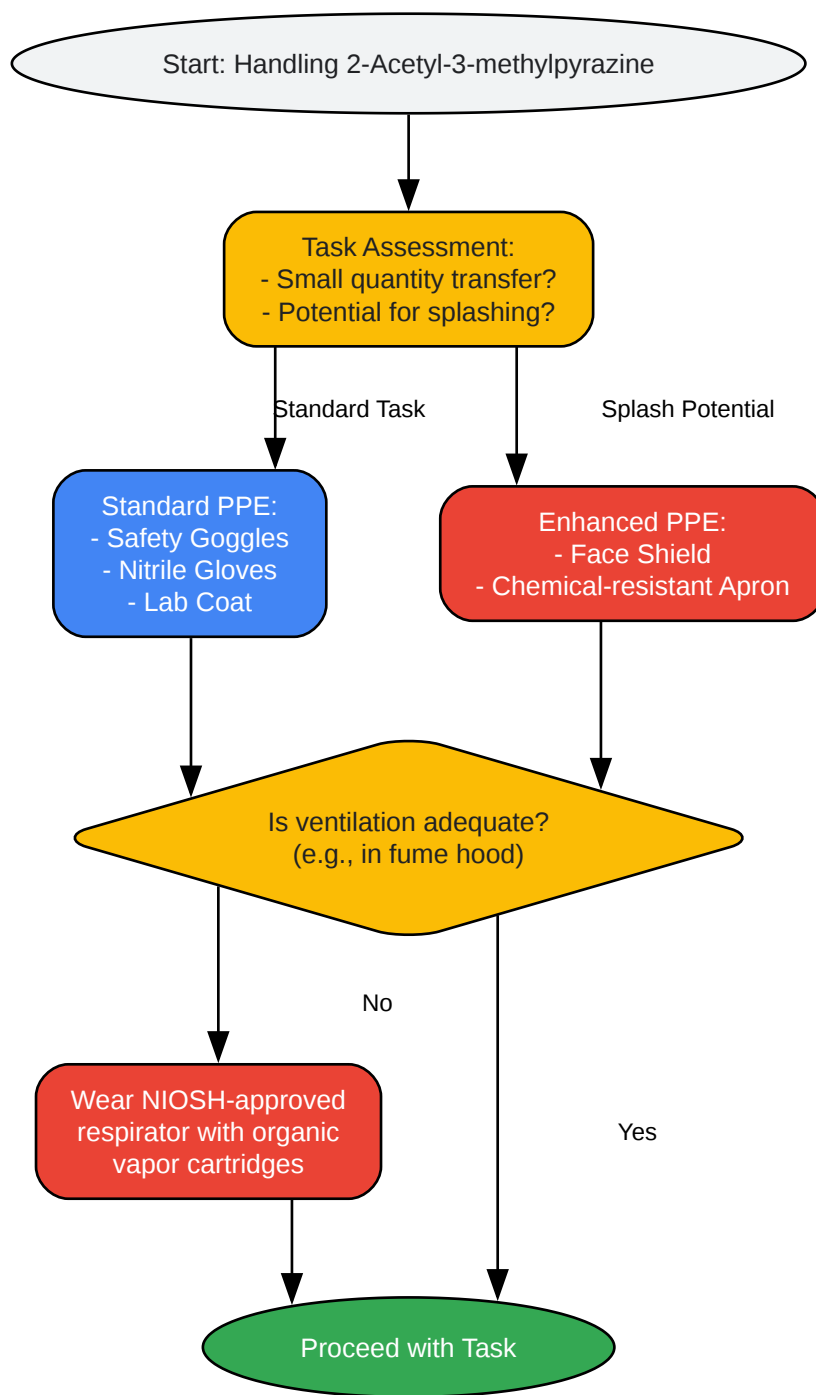 Start: Handling 2-Acetyl-3-methylpyrazine
Task Assessment:
- Small quantity transfer?
- Potential for splashing?
Standard Task
Splash Potential
Standard PPE:
- Safety Goggles
- Nitrile Gloves
- Lab Coat
Enhanced PPE:
- Face Shield
- Chemical-resistant Apron
Is ventilation adequate?
(e.g., in fume hood)
No
Wear NIOSH-approved
respirator with organic
vapor cartridges
Yes
Proceed with Task